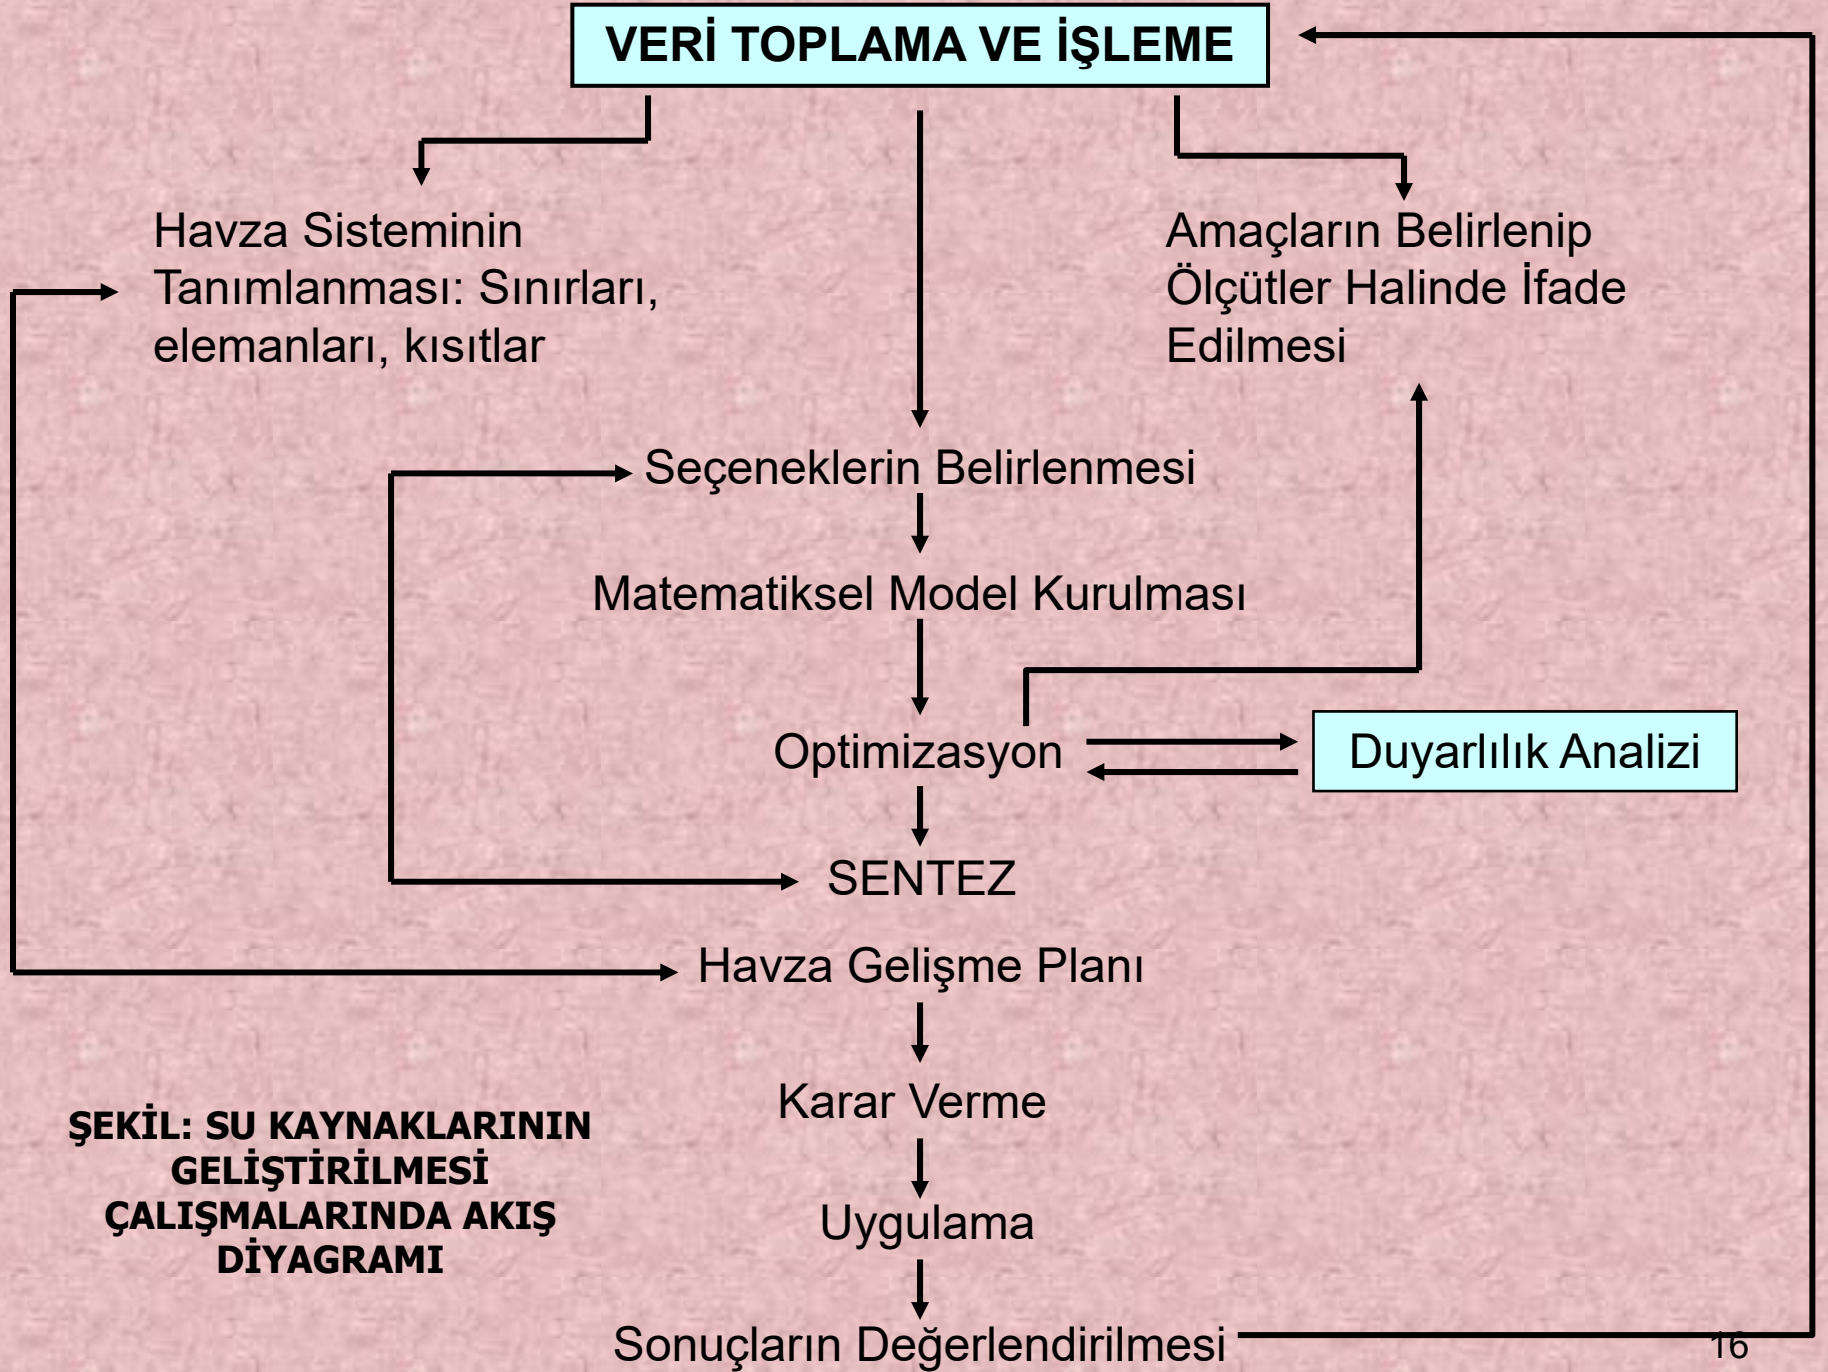 VERİ TOPLAMA VE İŞLEME
Havza Sisteminin
Tanımlanması: Sınırları,
elemanları, kısıtlar
Amaçların Belirlenip
Ölçütler Halinde İfade
Edilmesi
Seçeneklerin Belirlenmesi
Matematiksel Model Kurulması
Optimizasyon
Duyarlılık Analizi
SENTEZ
Havza Gelişme Planı
Karar Verme
Uygulama
Sonuçların Değerlendirilmesi
ŞEKİL: SU KAYNAKLARININ
GELİŞTİRİLMESİ
ÇALIŞMALARINDA AKIŞ
DİYAGRAMI
16